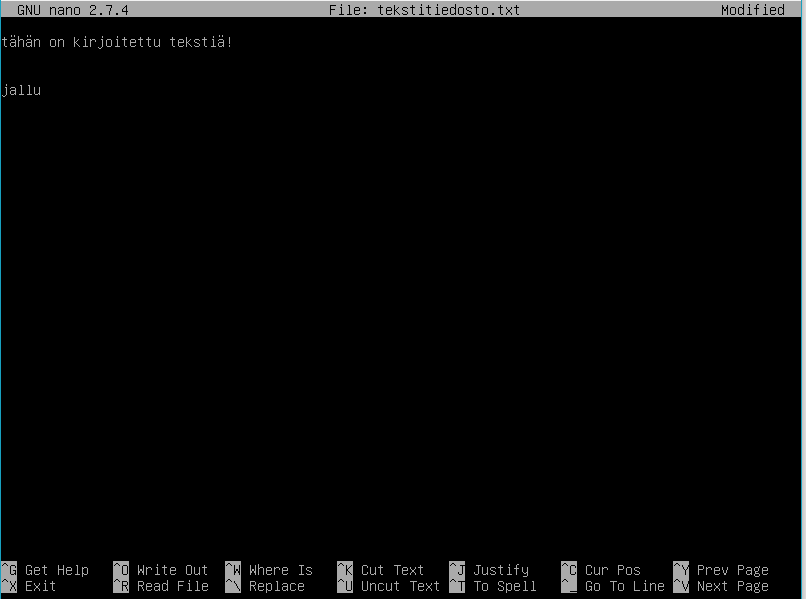 GNU nano 2.7.4 File: tekstitiedosto.txt Modified
tähän on kirjoitettu tekstiä!
jallu
^G Get Help ^O Write Out ^W Where Is ^K Cut Text ^J Justify ^C Cur Pos ^Y Prev Page
^X Exit ^R Read File ^\ Replace ^U Uncut Text ^T To Spell ^_ Go To Line ^V Next Page